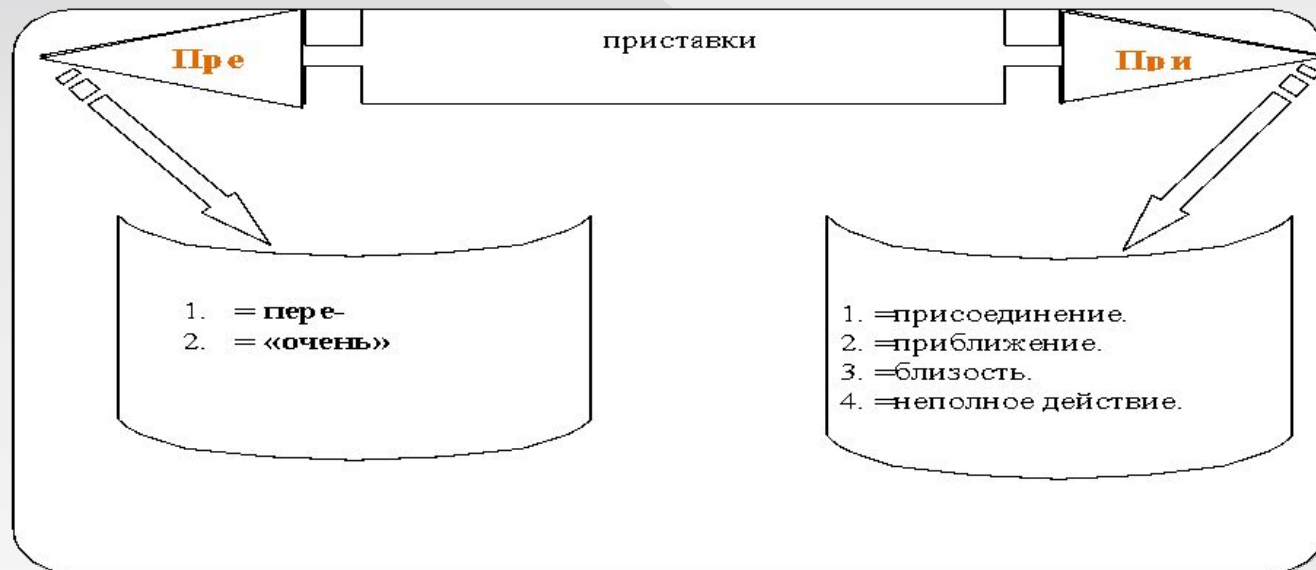 приставки
Пре
При
1. = пере-
2. = «очень»
1. =присоединение.
2. =приближение.
3. =близость.
4. =неполное действие.